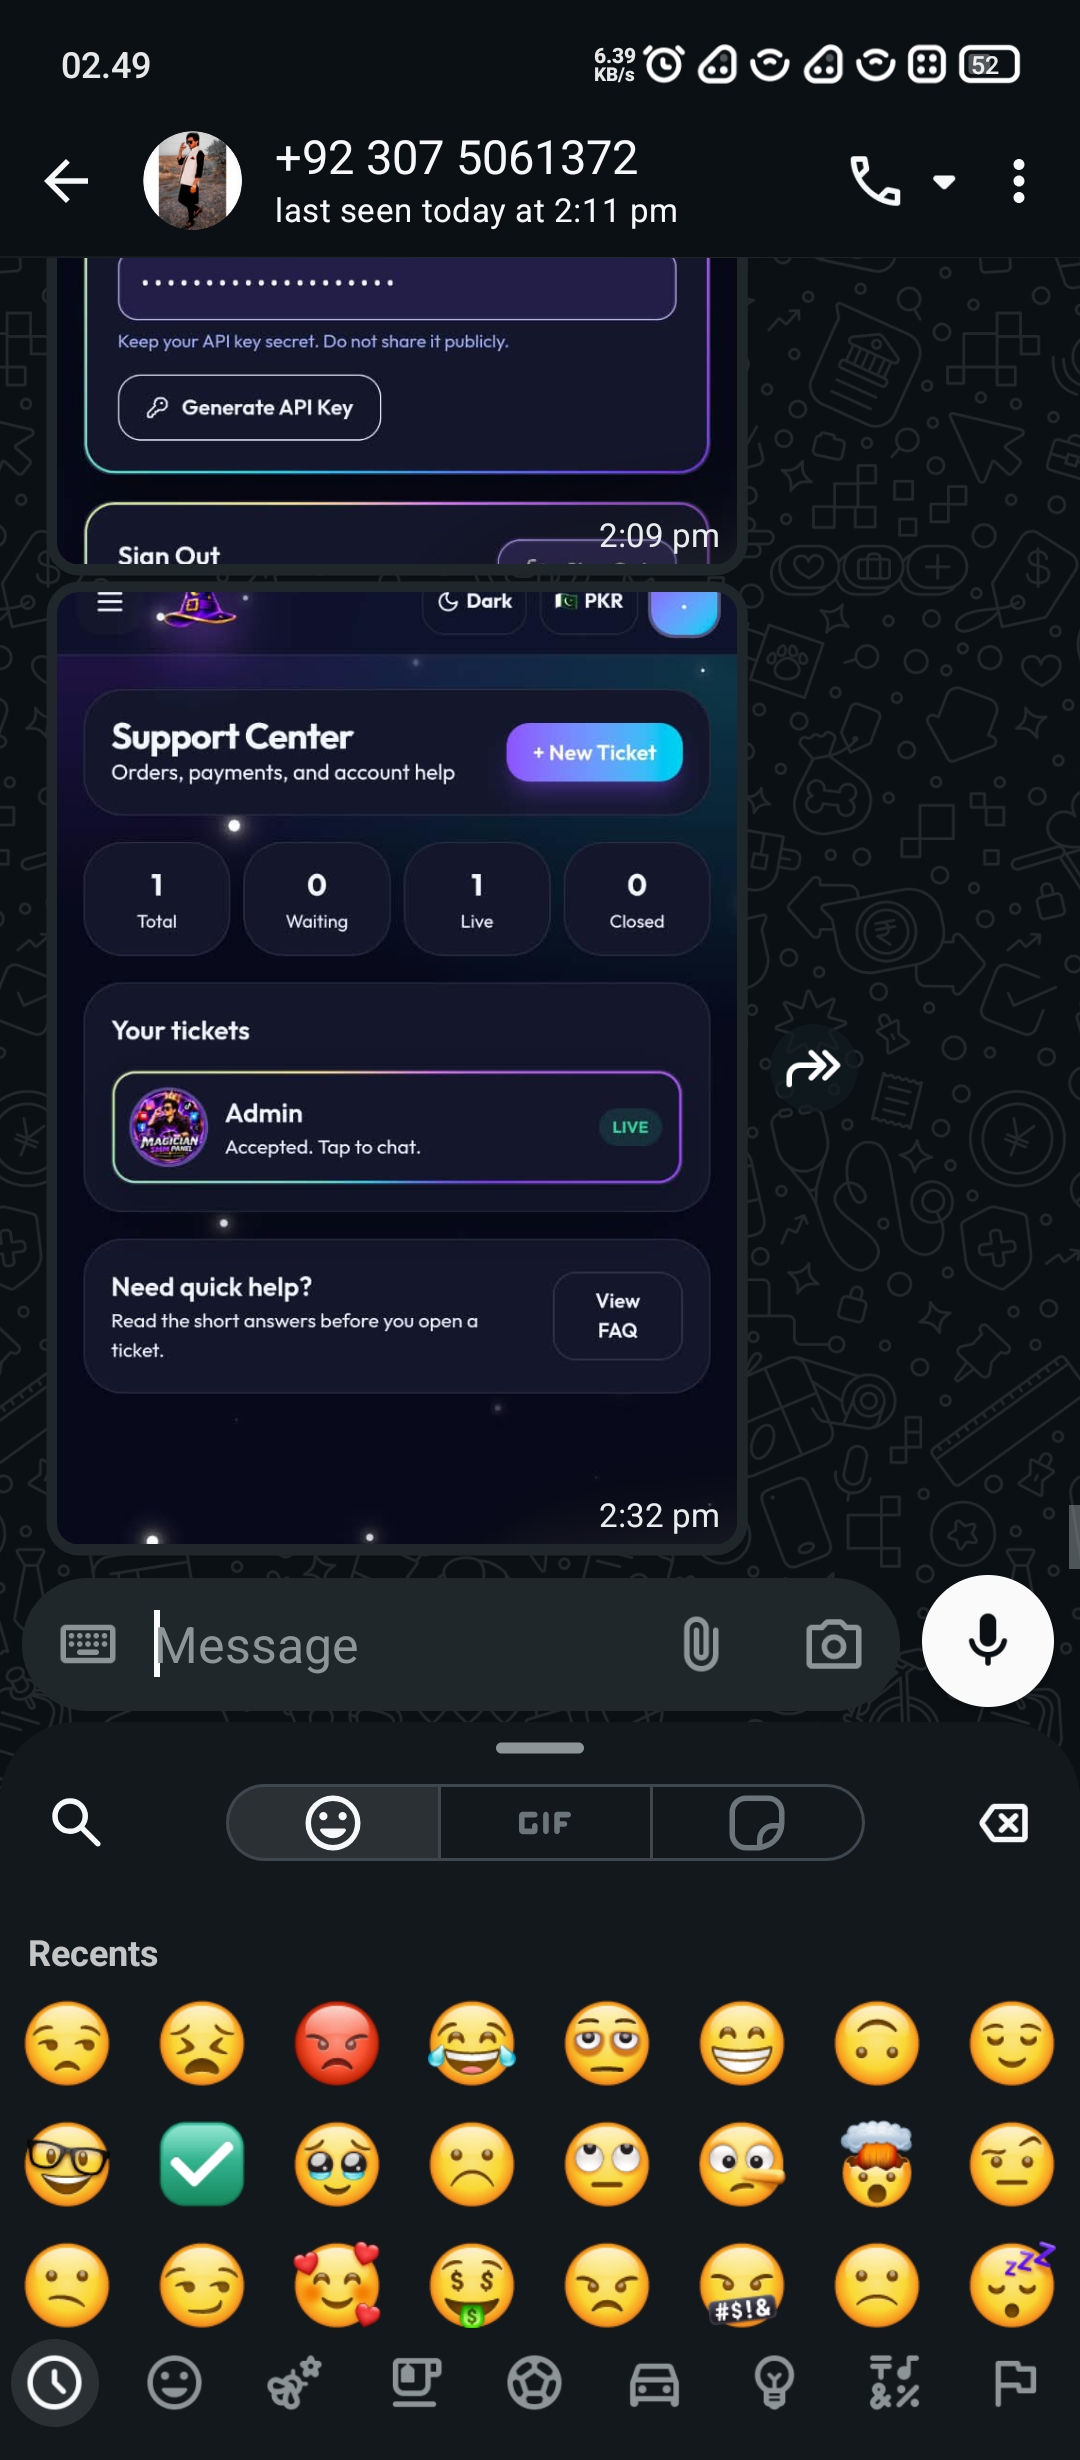 02.49
6.39
KB/s
52
+92 307 5061372
last seen today at 2:11 pm
Keep your API key secret. Do not share it publicly.
Generate API Key
Sign Out
2:09 pm
Dark
PKR
Support Center
Orders, payments, and account help
+ New Ticket
1
Total
0
Waiting
1
Live
0
Closed
Your tickets
MAGICIAN
SMM PANEL
Admin
Accepted. Tap to chat.
LIVE
Need quick help?
Read the short answers before you open a
ticket.
View
FAQ
2:32 pm
Message
GIF
Recents
#$!&